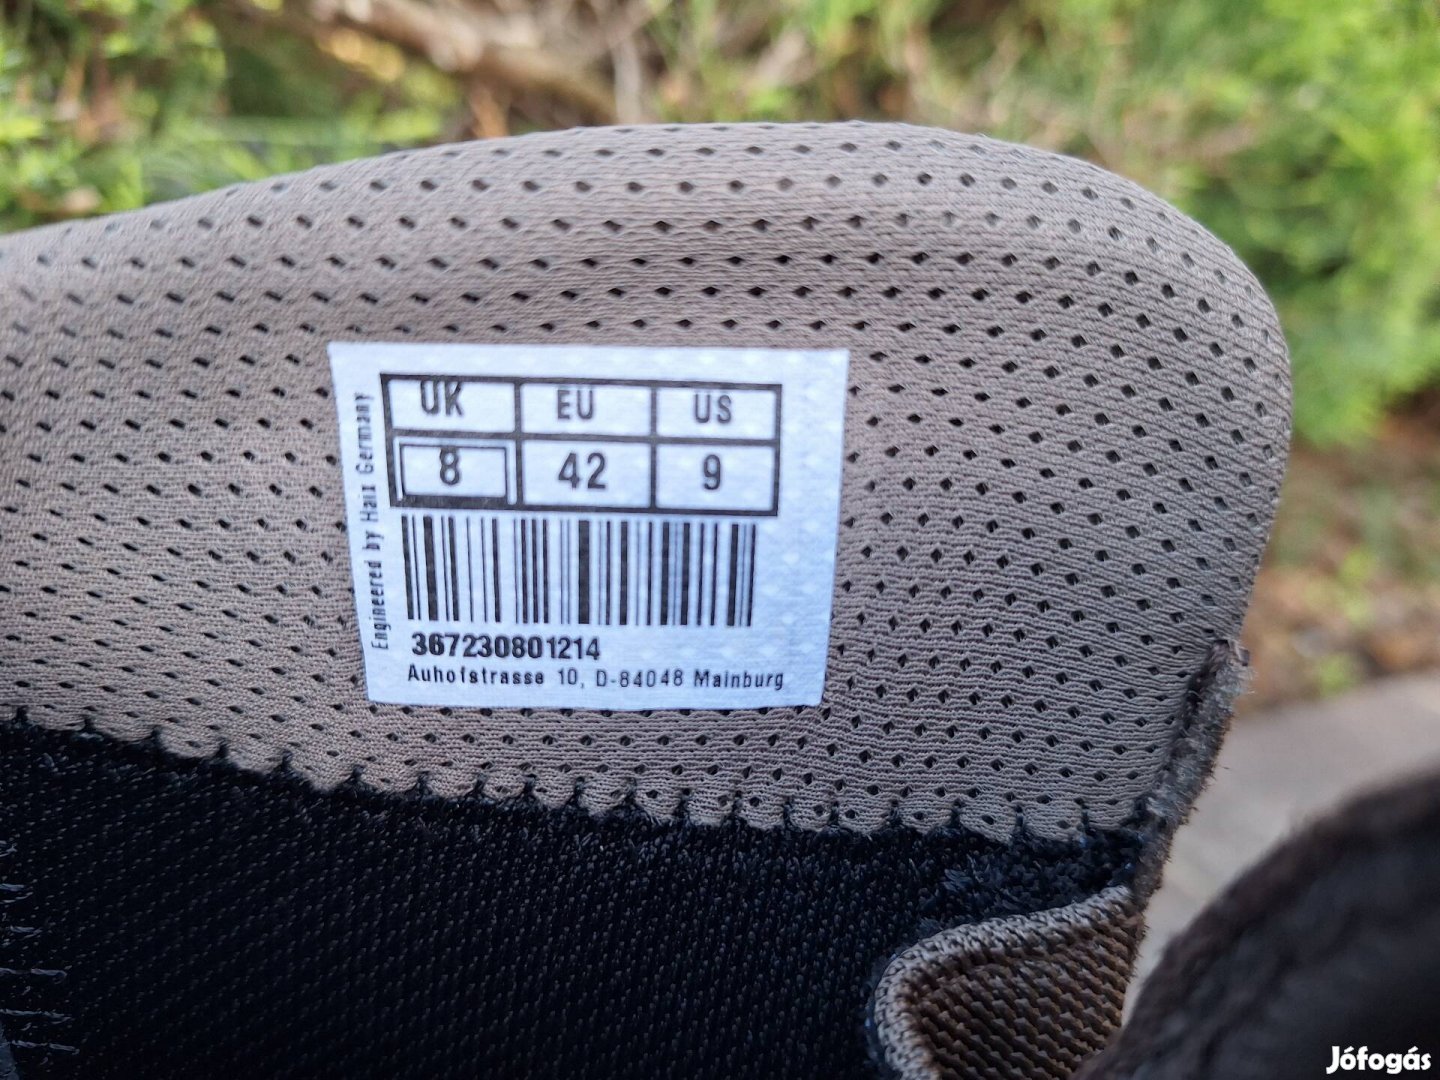 UK EU US
8 42 9
Engineered by Haix Germany
367230801214
Auhofstrasse 10, D-84048 Mainburg
Jófogás